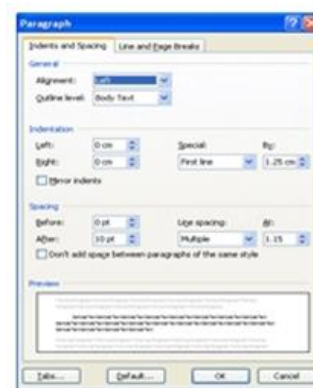 Paragraph
Indents and Spacing Line and Page Breaks
General
Alignment: Left
Outline level: Body Text
Indentation
Left: 0 cm Special: By:
Right: 0 cm First line 1.25 cm
Mirror indents
Spacing
Before: 0 pt Line spacing: At:
After: 10 pt Multiple 1.15
Don't add space between paragraphs of the same style
Preview
Tabs... Default... OK Cancel